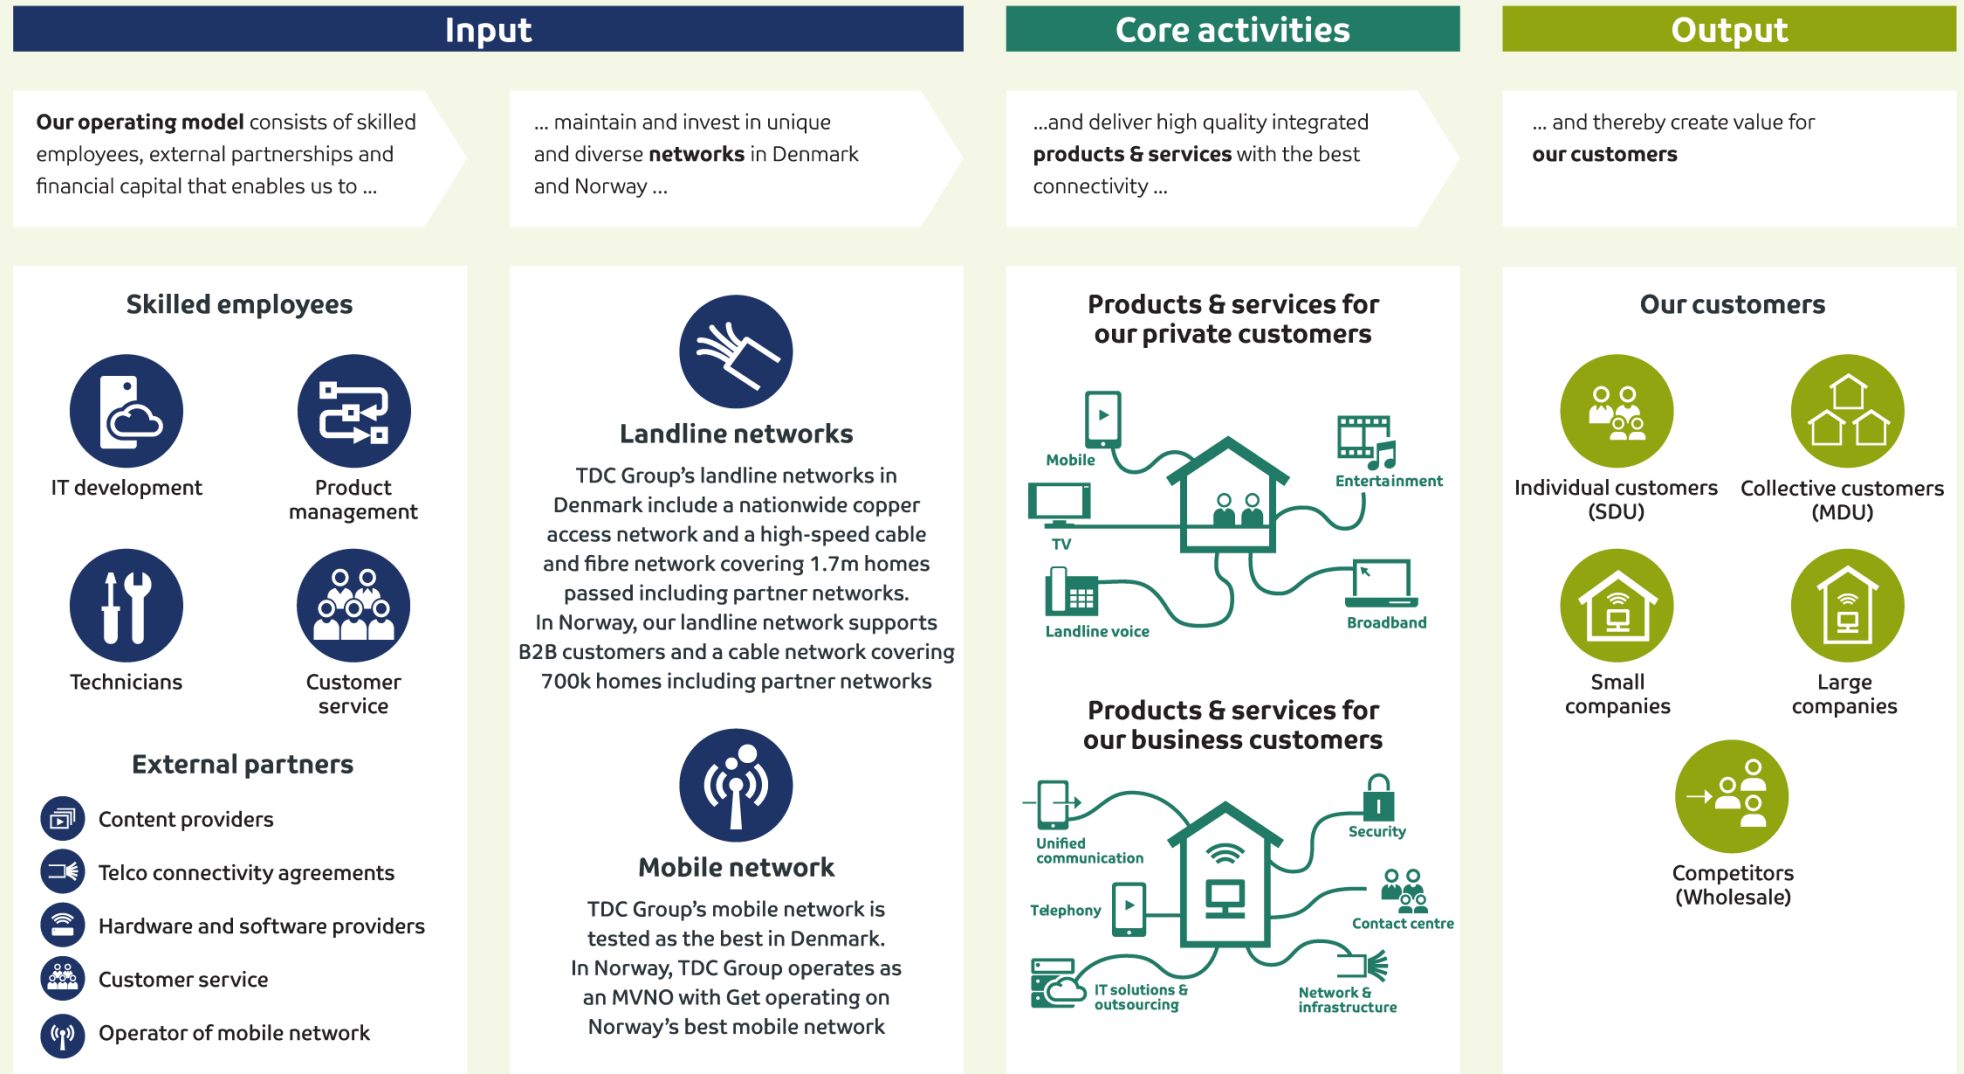 Input
Core activities
Output
Our operating model consists of skilled
employees, external partnerships and
financial capital that enables us to ...
... maintain and invest in unique
and diverse networks in Denmark
and Norway ...
...and deliver high quality integrated
products & services with the best
connectivity ...
... and thereby create value for
our customers
Skilled employees
IT development
Product
management
Technicians
Customer
service
External partners
Content providers
Telco connectivity agreements
Hardware and software providers
Customer service
Operator of mobile network
Landline networks
TDC Group's landline networks in
Denmark include a nationwide copper
access network and a high-speed cable
and fibre network covering 1.7m homes
passed including partner networks.
In Norway, our landline network supports
B2B customers and a cable network covering
700k homes including partner networks
Mobile network
TDC Group's mobile network is
tested as the best in Denmark.
In Norway, TDC Group operates as
an MVNO with Get operating on
Norway's best mobile network
Products & services for
our private customers
Mobile
Entertainment
TV
Landline voice
Broadband
Products & services for
our business customers
Unified
communication
Security
Telephony
Contact centre
IT solutions &
outsourcing
Network &
infrastructure
Our customers
Individual customers
(SDU)
Collective customers
(MDU)
Small
companies
Large
companies
Competitors
(Wholesale)